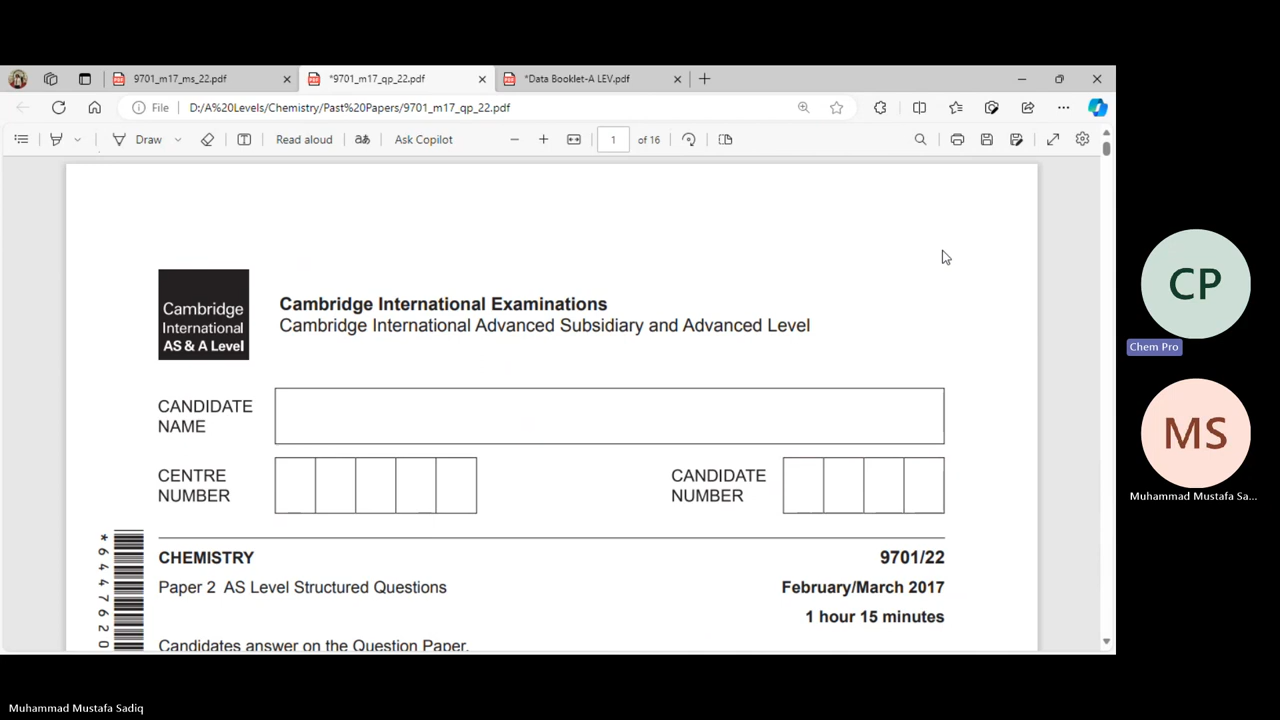 9701_m17_ms_22.pdf
*9701_m17_qp_22.pdf
*Data Booklet-A LEV.pdf
File
D:/A%20Levels/Chemistry/Past%20Papers/9701_m17_qp_22.pdf
Draw
Read aloud
Ask Copilot
1 of 16
Cambridge
International
AS & A Level
Cambridge International Examinations
Cambridge International Advanced Subsidiary and Advanced Level
CANDIDATE
NAME
CENTRE
NUMBER
CANDIDATE
NUMBER
CHEMISTRY 9701/22
Paper 2 AS Level Structured Questions February/March 2017
1 hour 15 minutes
Candidates answer on the Question Paper.
*6447620
CP
Chem Pro
MS
Muhammad Mustafa Sa...
Muhammad Mustafa Sadiq